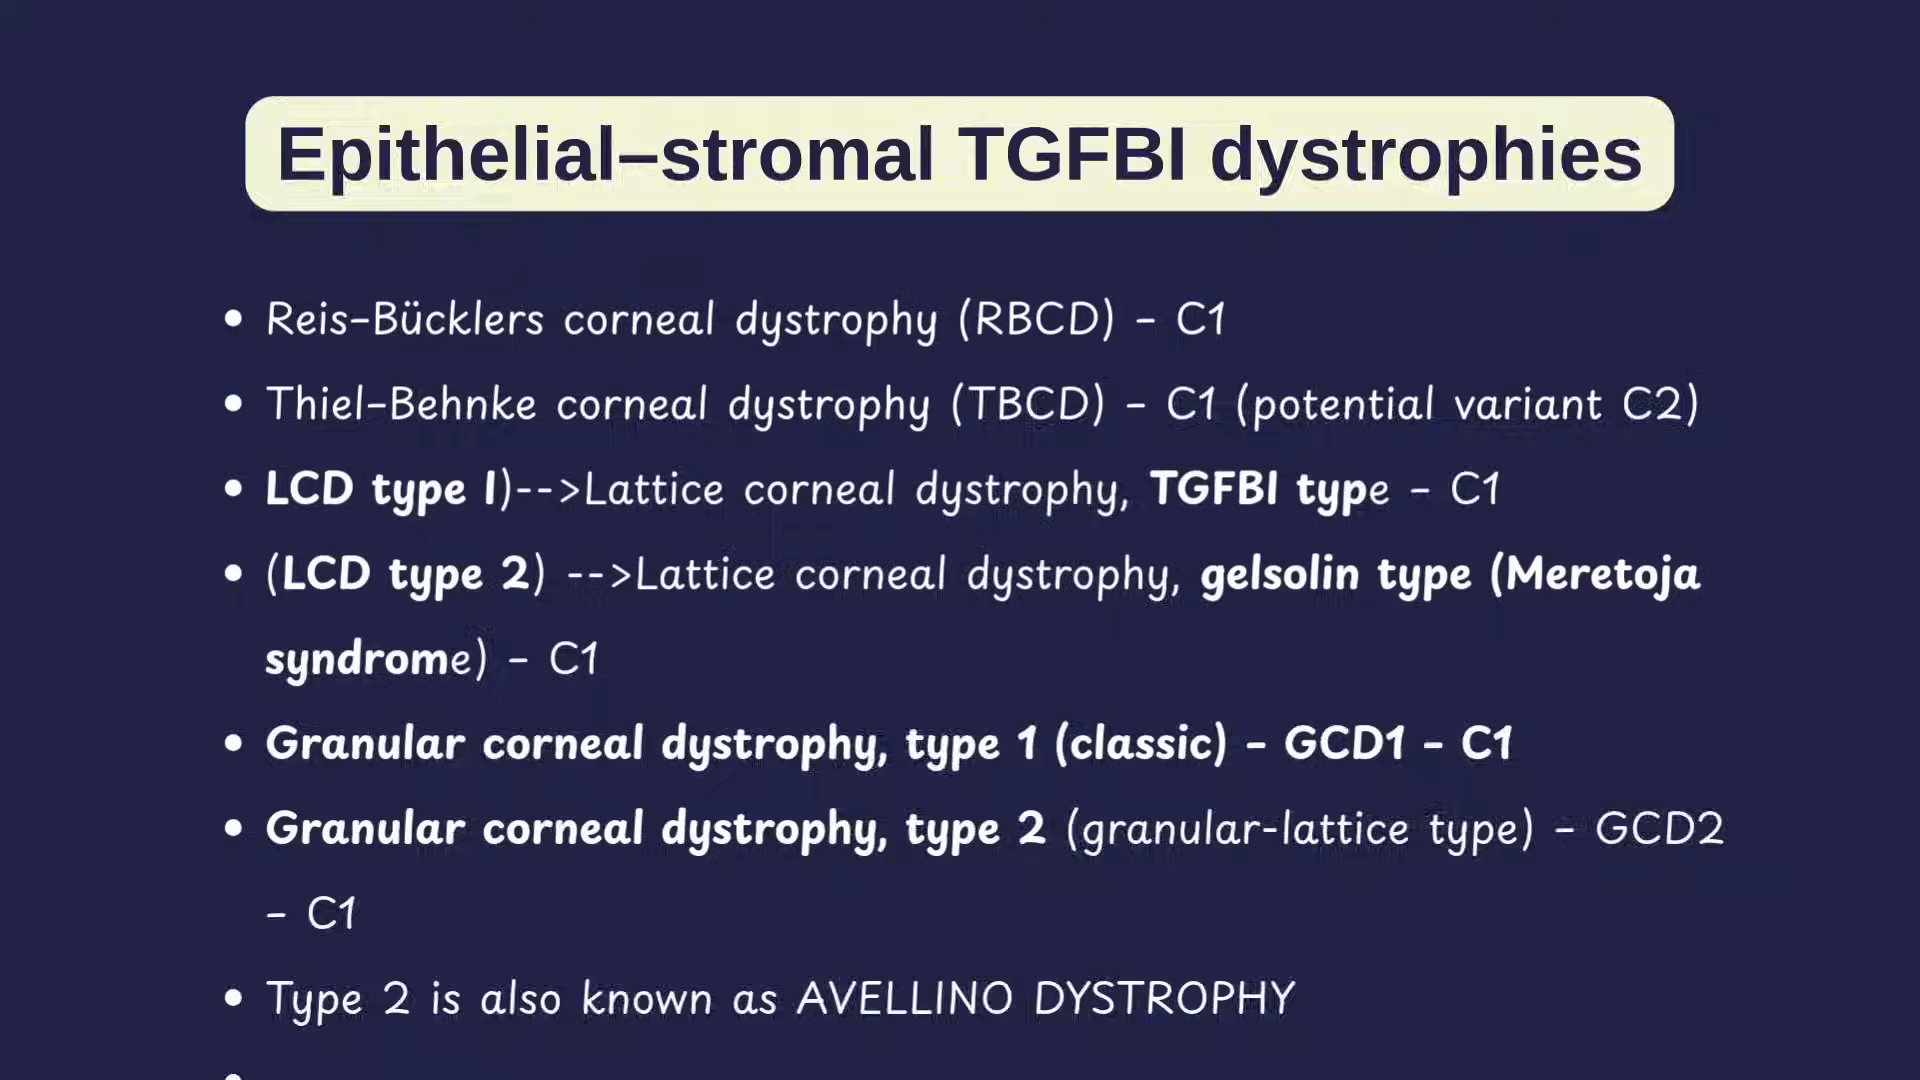 Epithelial–stromal TGFBI dystrophies
• Reis–Bücklers corneal dystrophy (RBCD) – C1
• Thiel–Behnke corneal dystrophy (TBCD) – C1 (potential variant C2)
• LCD type I)-->Lattice corneal dystrophy, TGFBI type – C1
• (LCD type 2) -->Lattice corneal dystrophy, gelsolin type (Meretoja
syndrome) – C1
• Granular corneal dystrophy, type 1 (classic) – GCD1 – C1
• Granular corneal dystrophy, type 2 (granular-lattice type) – GCD2
– C1
• Type 2 is also known as AVELLINO DYSTROPHY